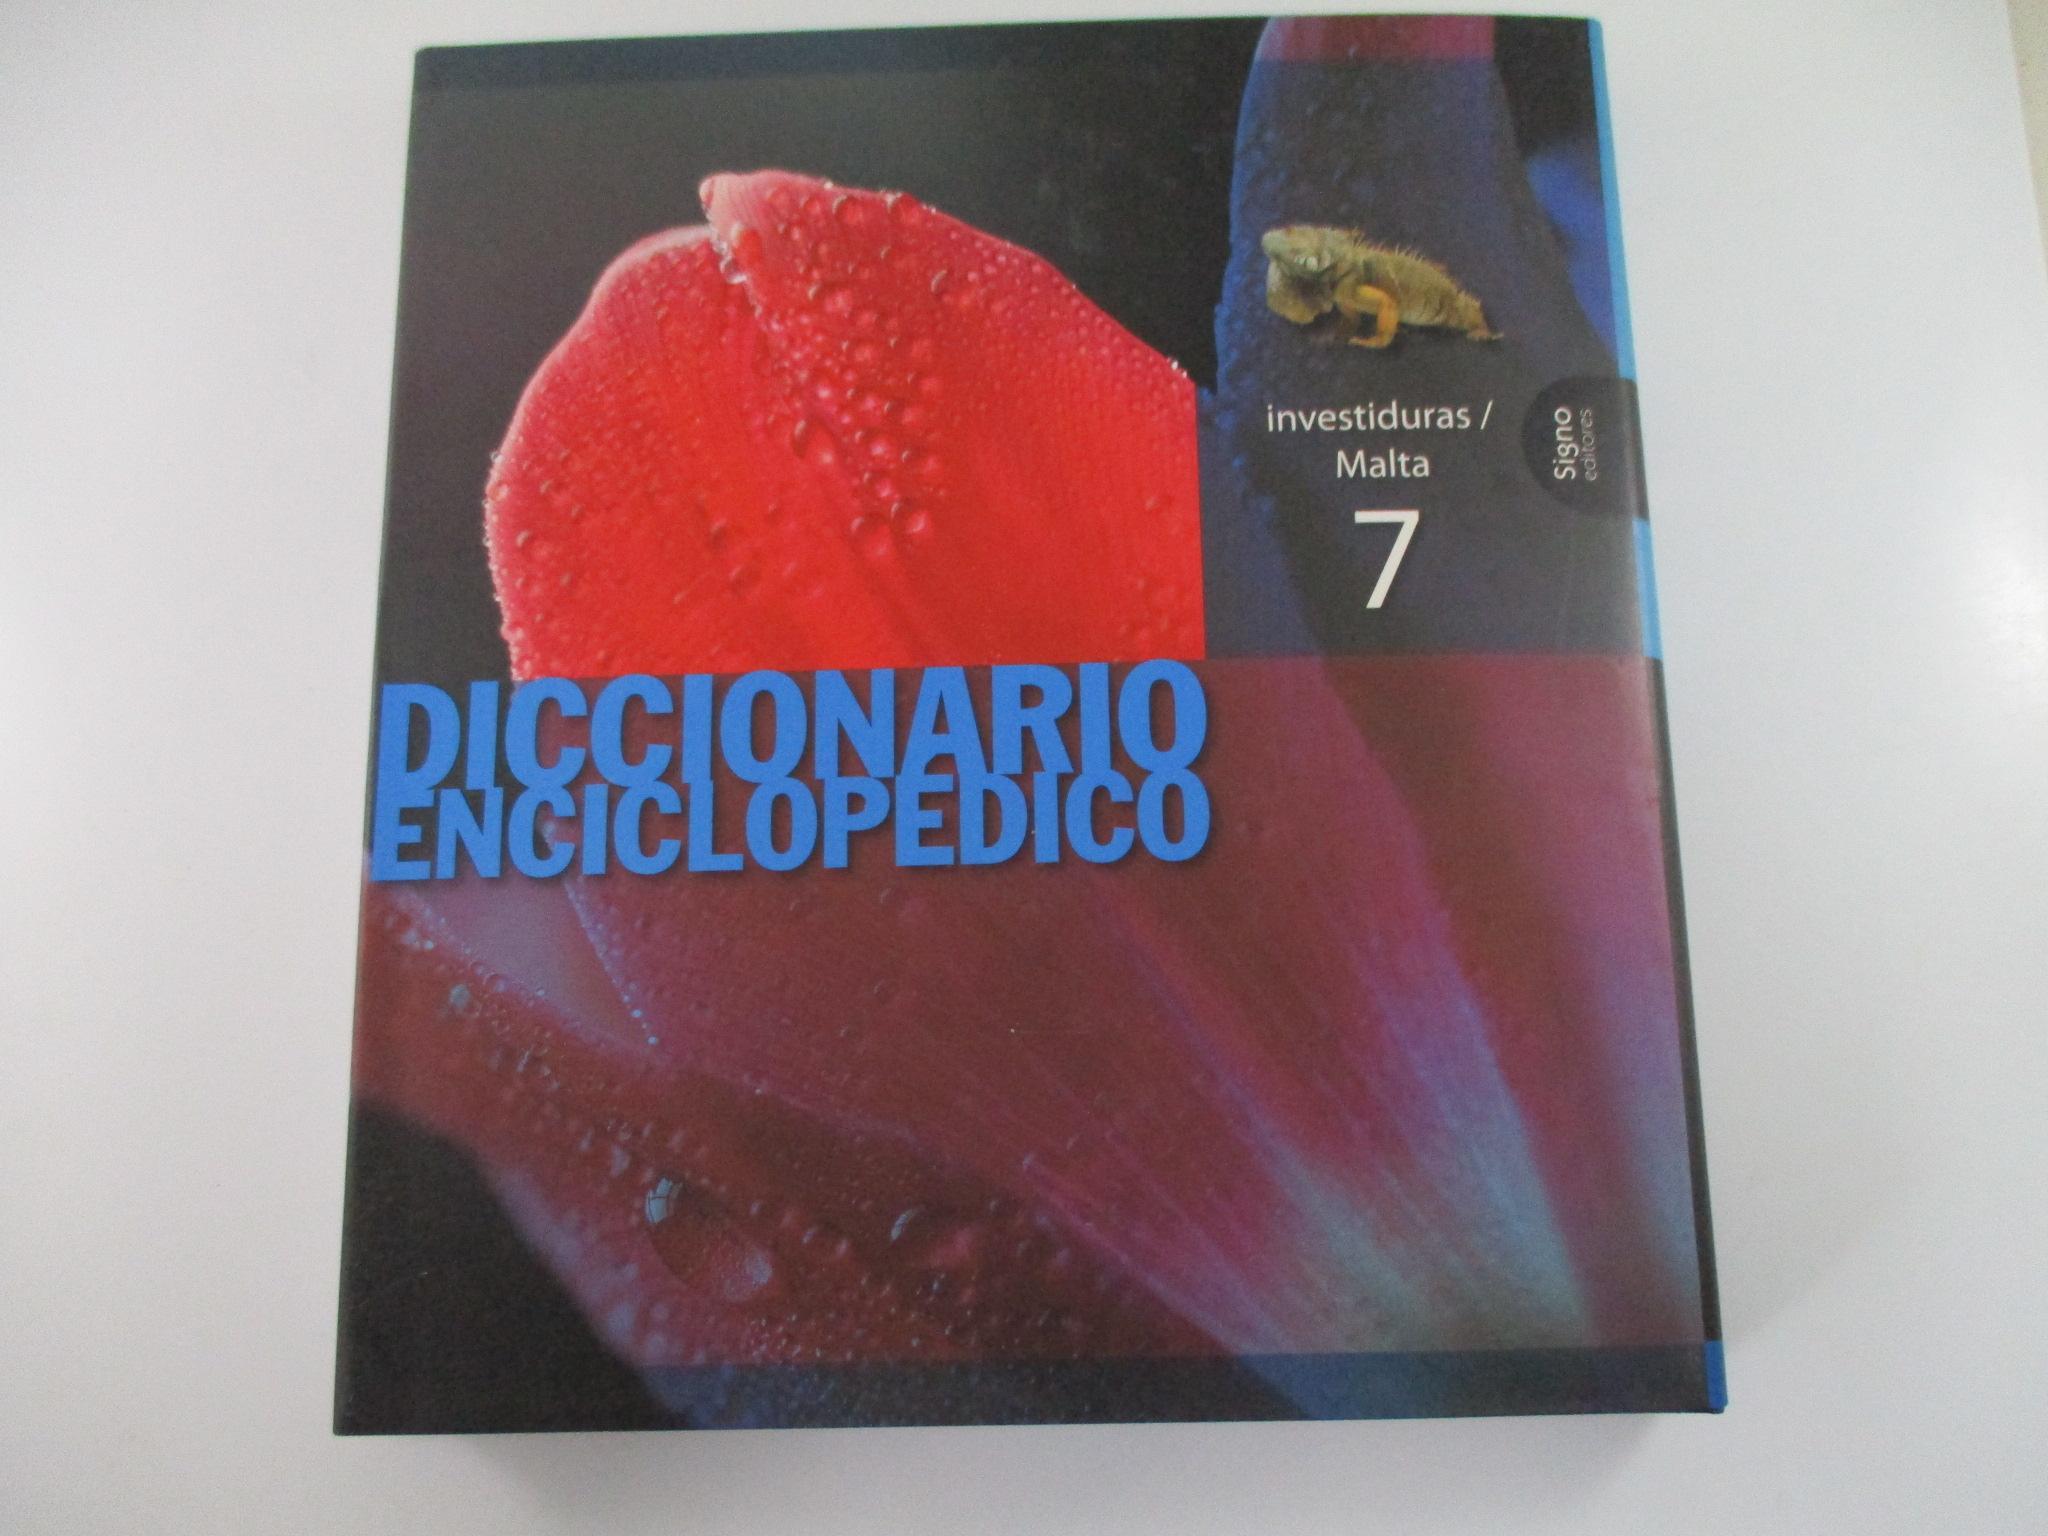 investiduras /
Malta
7
Signo
editores
DICCIONARIO
ENCICLOPÉDICO